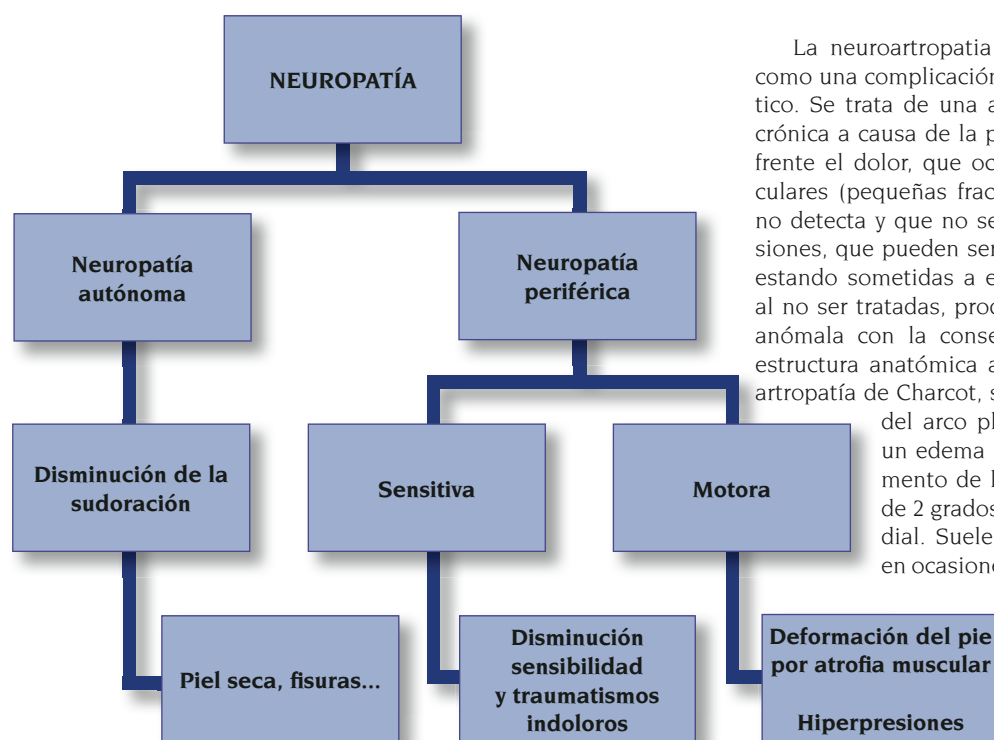 NEUROPATÍA
Neuropatía
autónoma
Neuropatía
periférica
Disminución de la
sudoración
Sensitiva
Motora
Piel seca, fisuras...
Disminución
sensibilidad
y traumatismos
indoloros
Deformación del pie
por atrofia muscular
Hiperpresiones
La neuroartropatia
como una complicación
tico. Se trata de una a
crónica a causa de la p
frente el dolor, que oc
culares (pequeñas frac
no detecta y que no se
siones, que pueden ser
estando sometidas a e
al no ser tratadas, prod
anómala con la conse
estructura anatómica a
artropatía de Charcot, s
del arco pl
un edema
mento de l
de 2 grados
dial. Suele
en ocasione